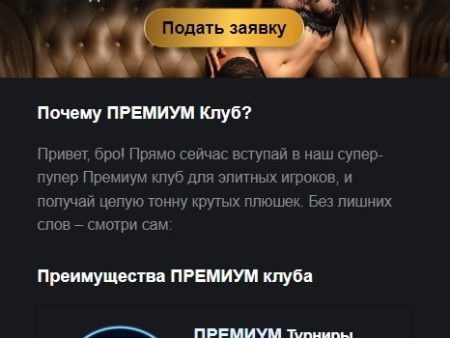 Подать заявку
Почему ПРЕМИУМ Клуб?
Привет, бро! Прямо сейчас вступай в наш супер-
пупер Премиум клуб для элитных игроков, и
получай целую тонну крутых плюшек. Без лишних
слов – смотри сам:
Преимущества ПРЕМИУМ клуба
ПРЕМИУМ Турниры